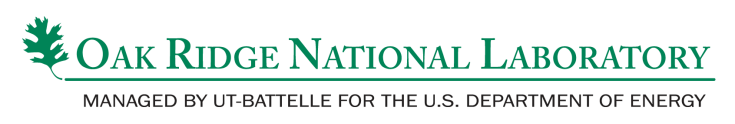 OAK RIDGE NATIONAL LABORATORY
MANAGED BY UT-BATTELLE FOR THE U.S. DEPARTMENT OF ENERGY